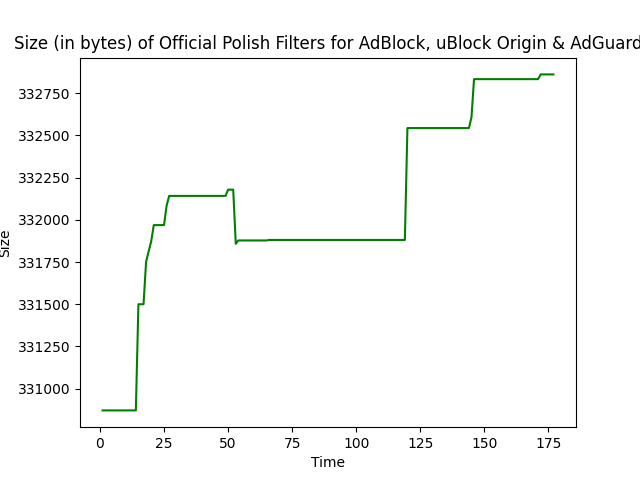 Size (in bytes) of Official Polish Filters for AdBlock, uBlock Origin & AdGuard
332750
332500
332250
332000
331750
331500
331250
331000
Size
0 25 50 75 100 125 150 175
Time